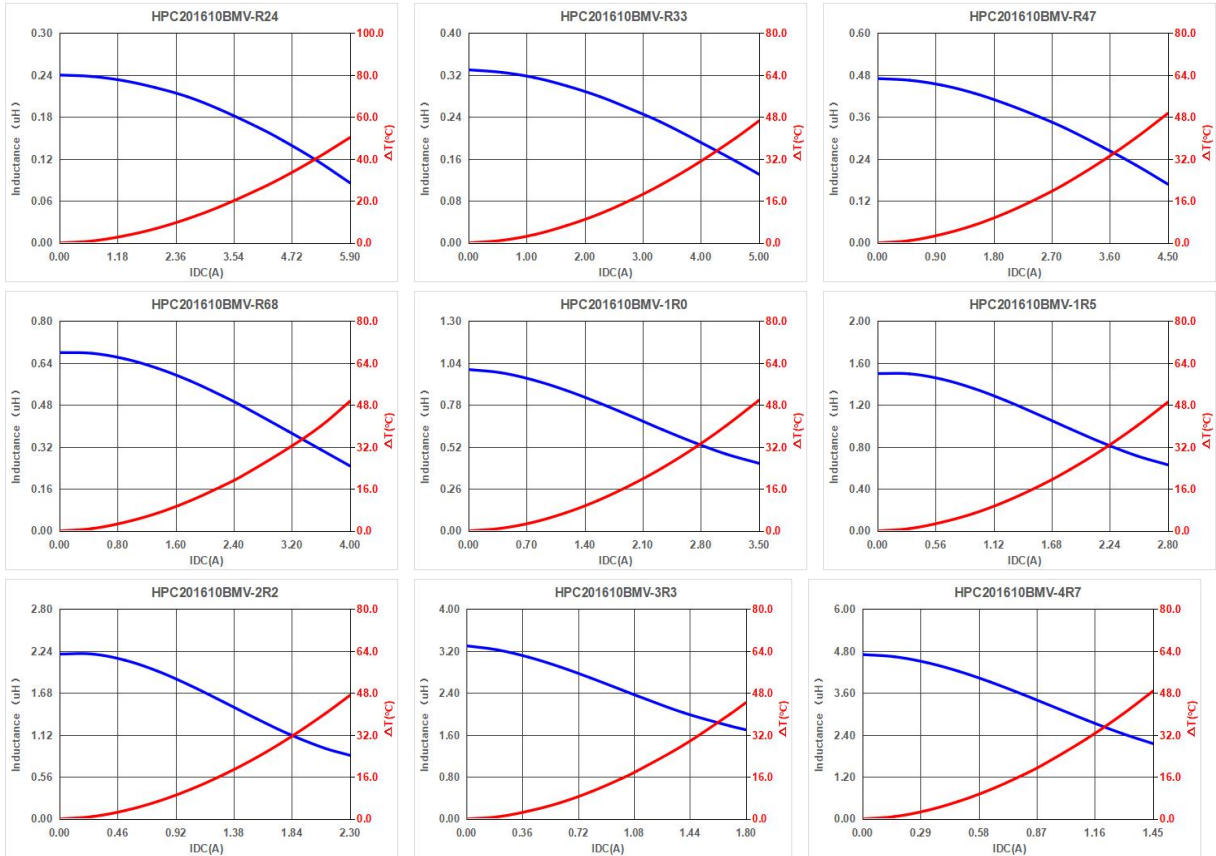 HPC201610BMV-R24
Inductance（uH）
0.30
0.24
0.18
0.12
0.06
0.00
100.0
80.0
60.0
40.0
20.0
0.0
ΔT(℃)
0.00 1.18 2.36 3.54 4.72 5.90
IDC(A)
HPC201610BMV-R33
Inductance（uH）
0.40
0.32
0.24
0.16
0.08
0.00
80.0
64.0
48.0
32.0
16.0
0.0
ΔT(℃)
0.00 1.00 2.00 3.00 4.00 5.00
IDC(A)
HPC201610BMV-R47
Inductance（uH）
0.60
0.48
0.36
0.24
0.12
0.00
80.0
64.0
48.0
32.0
16.0
0.0
ΔT(℃)
0.00 0.90 1.80 2.70 3.60 4.50
IDC(A)
HPC201610BMV-R68
Inductance（uH）
0.80
0.64
0.48
0.32
0.16
0.00
80.0
64.0
48.0
32.0
16.0
0.0
ΔT(℃)
0.00 0.80 1.60 2.40 3.20 4.00
IDC(A)
HPC201610BMV-1R0
Inductance（uH）
1.30
1.04
0.78
0.52
0.26
0.00
80.0
64.0
48.0
32.0
16.0
0.0
ΔT(℃)
0.00 0.70 1.40 2.10 2.80 3.50
IDC(A)
HPC201610BMV-1R5
Inductance（uH）
2.00
1.60
1.20
0.80
0.40
0.00
80.0
64.0
48.0
32.0
16.0
0.0
ΔT(℃)
0.00 0.56 1.12 1.68 2.24 2.80
IDC(A)
HPC201610BMV-2R2
Inductance（uH）
2.80
2.24
1.68
1.12
0.56
0.00
80.0
64.0
48.0
32.0
16.0
0.0
ΔT(℃)
0.00 0.46 0.92 1.38 1.84 2.30
IDC(A)
HPC201610BMV-3R3
Inductance（uH）
4.00
3.20
2.40
1.60
0.80
0.00
80.0
64.0
48.0
32.0
16.0
0.0
ΔT(℃)
0.00 0.36 0.72 1.08 1.44 1.80
IDC(A)
HPC201610BMV-4R7
Inductance（uH）
6.00
4.80
3.60
2.40
1.20
0.00
80.0
64.0
48.0
32.0
16.0
0.0
ΔT(℃)
0.00 0.29 0.58 0.87 1.16 1.45
IDC(A)